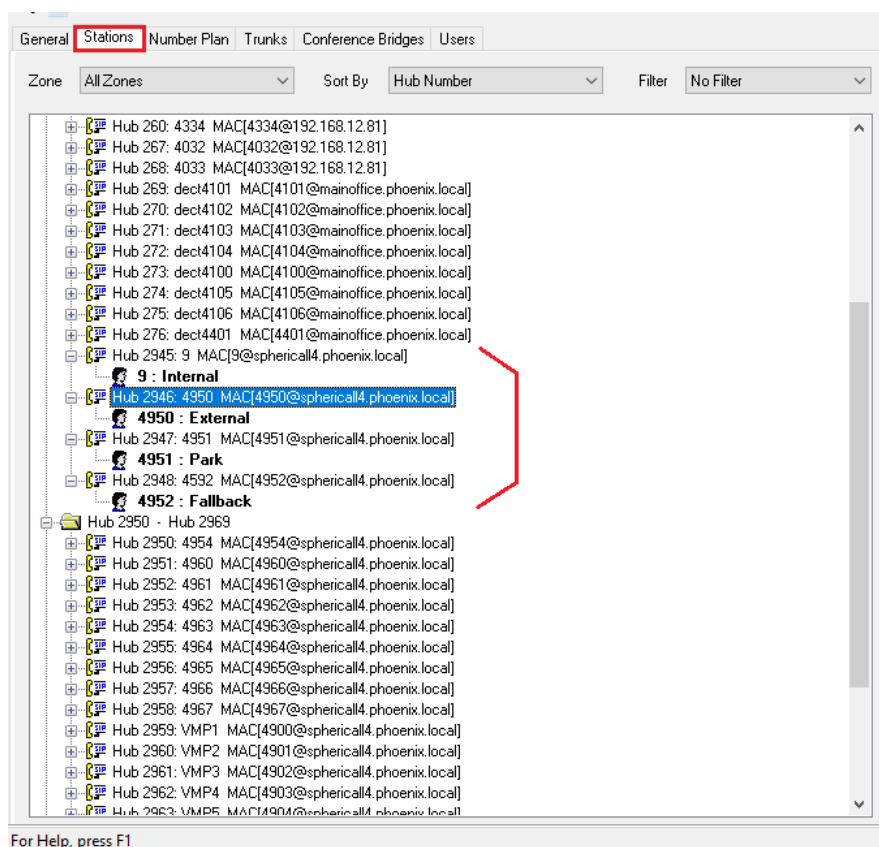 General Stations Number Plan Trunks Conference Bridges Users
Zone All Zones Sort By Hub Number Filter No Filter
Hub 260: 4334 MAC[4334@192.168.12.81]
Hub 267: 4032 MAC[4032@192.168.12.81]
Hub 268: 4033 MAC[4033@192.168.12.81]
Hub 269: dect4101 MAC[4101@mainoffice.phoenix.local]
Hub 270: dect4102 MAC[4102@mainoffice.phoenix.local]
Hub 271: dect4103 MAC[4103@mainoffice.phoenix.local]
Hub 272: dect4104 MAC[4104@mainoffice.phoenix.local]
Hub 273: dect4100 MAC[4100@mainoffice.phoenix.local]
Hub 274: dect4105 MAC[4105@mainoffice.phoenix.local]
Hub 275: dect4106 MAC[4106@mainoffice.phoenix.local]
Hub 276: dect4401 MAC[4401@mainoffice.phoenix.local]
Hub 2945: 9 MAC[9@sphericall4.phoenix.local]
9 : Internal
Hub 2946: 4950 MAC[4950@sphericall4.phoenix.local]
4950 : External
Hub 2947: 4951 MAC[4951@sphericall4.phoenix.local]
4951 : Park
Hub 2948: 4592 MAC[4952@sphericall4.phoenix.local]
4952 : Fallback
Hub 2950 - Hub 2969
Hub 2950: 4954 MAC[4954@sphericall4.phoenix.local]
Hub 2951: 4960 MAC[4960@sphericall4.phoenix.local]
Hub 2952: 4961 MAC[4961@sphericall4.phoenix.local]
Hub 2953: 4962 MAC[4962@sphericall4.phoenix.local]
Hub 2954: 4963 MAC[4963@sphericall4.phoenix.local]
Hub 2955: 4964 MAC[4964@sphericall4.phoenix.local]
Hub 2956: 4965 MAC[4965@sphericall4.phoenix.local]
Hub 2957: 4966 MAC[4966@sphericall4.phoenix.local]
Hub 2958: 4967 MAC[4967@sphericall4.phoenix.local]
Hub 2959: VMP1 MAC[4900@sphericall4.phoenix.local]
Hub 2960: VMP2 MAC[4901@sphericall4.phoenix.local]
Hub 2961: VMP3 MAC[4902@sphericall4.phoenix.local]
Hub 2962: VMP4 MAC[4903@sphericall4.phoenix.local]
Hub 2963: VMP5 MAC[4904@sphericall4.phoenix.local]
For Help, press F1